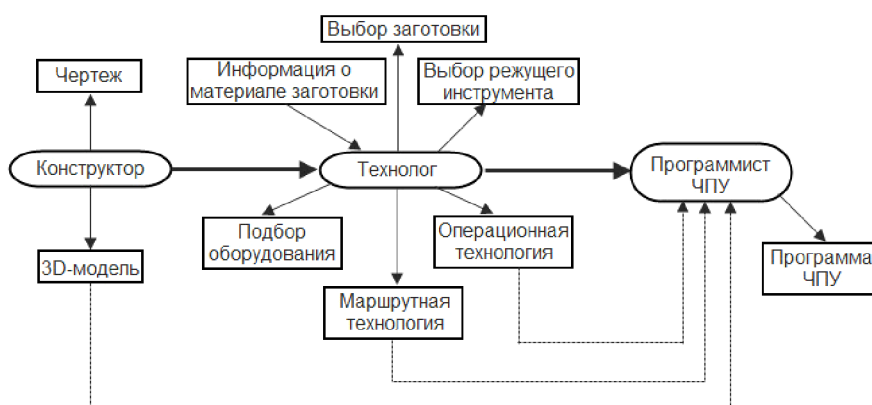 Выбор заготовки
Чертеж
Информация о
материале заготовки
Выбор режущего
инструмента
Конструктор
Технолог
Программист
ЧПУ
Подбор
оборудования
Операционная
технология
3D-модель
Программа
ЧПУ
Маршрутная
технология